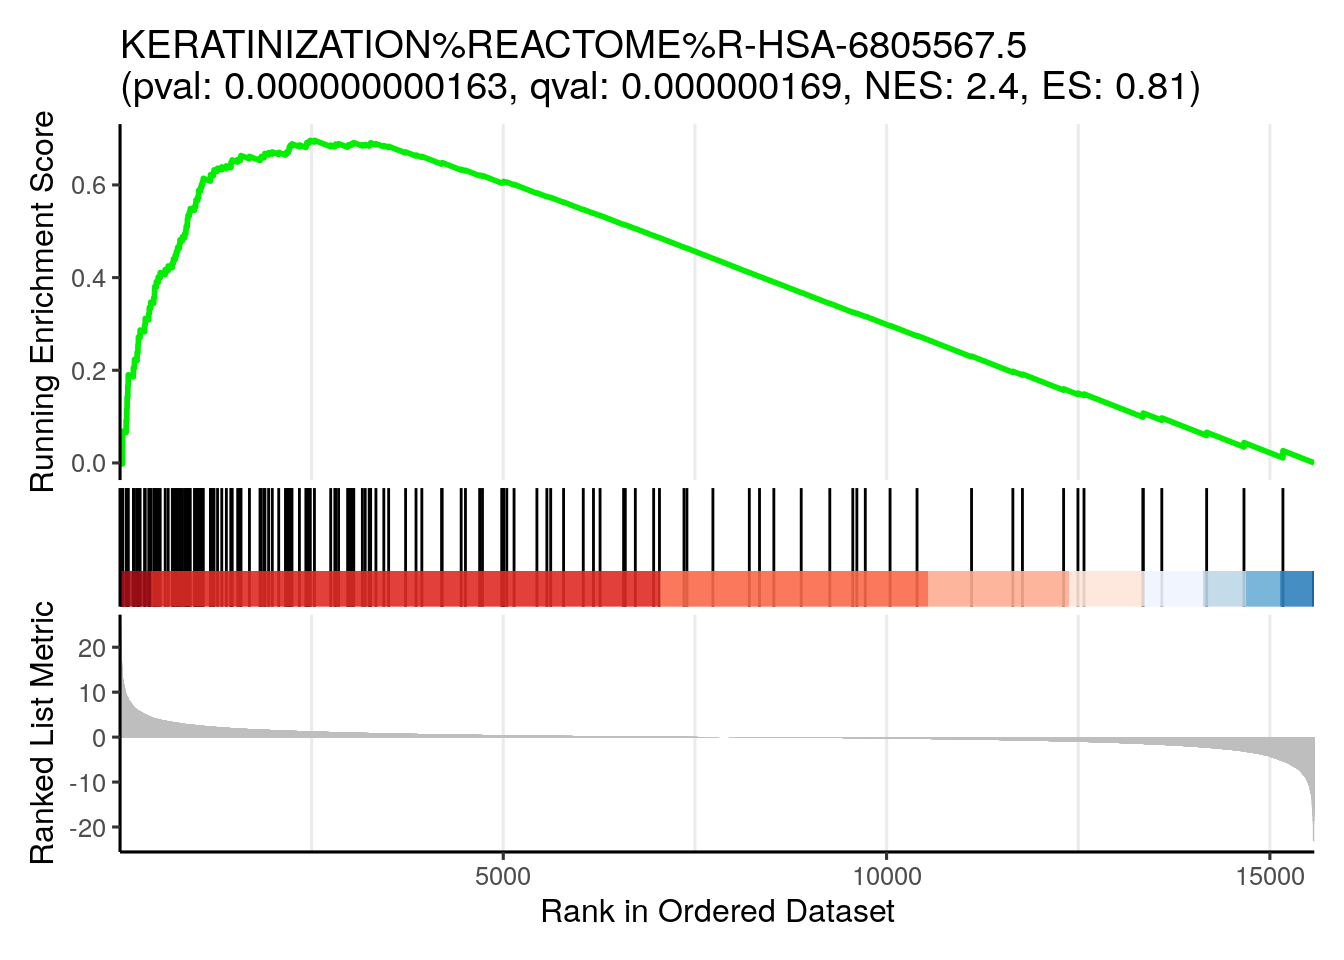 KERATINIZATION%REACTOME%R-HSA-6805567.5
(pval: 0.000000000163, qval: 0.000000169, NES: 2.4, ES: 0.81)
Running Enrichment Score
0.6
0.4
0.2
0.0
Ranked List Metric
20
10
0
-10
-20
5000
10000
15000
Rank in Ordered Dataset